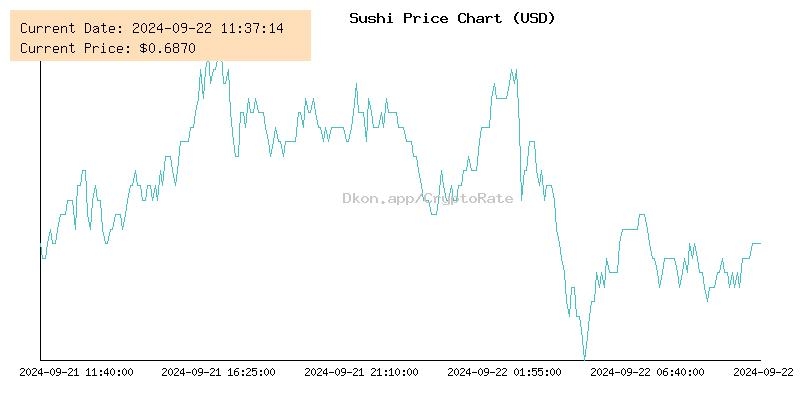 Sushi Price Chart (USD)
Current Date: 2024-09-22 11:37:14
Current Price: $0.6870
Dkon.app/CryptoRate
2024-09-21 11:40:00 2024-09-21 16:25:00 2024-09-21 21:10:00 2024-09-22 01:55:00 2024-09-22 06:40:00 2024-09-22